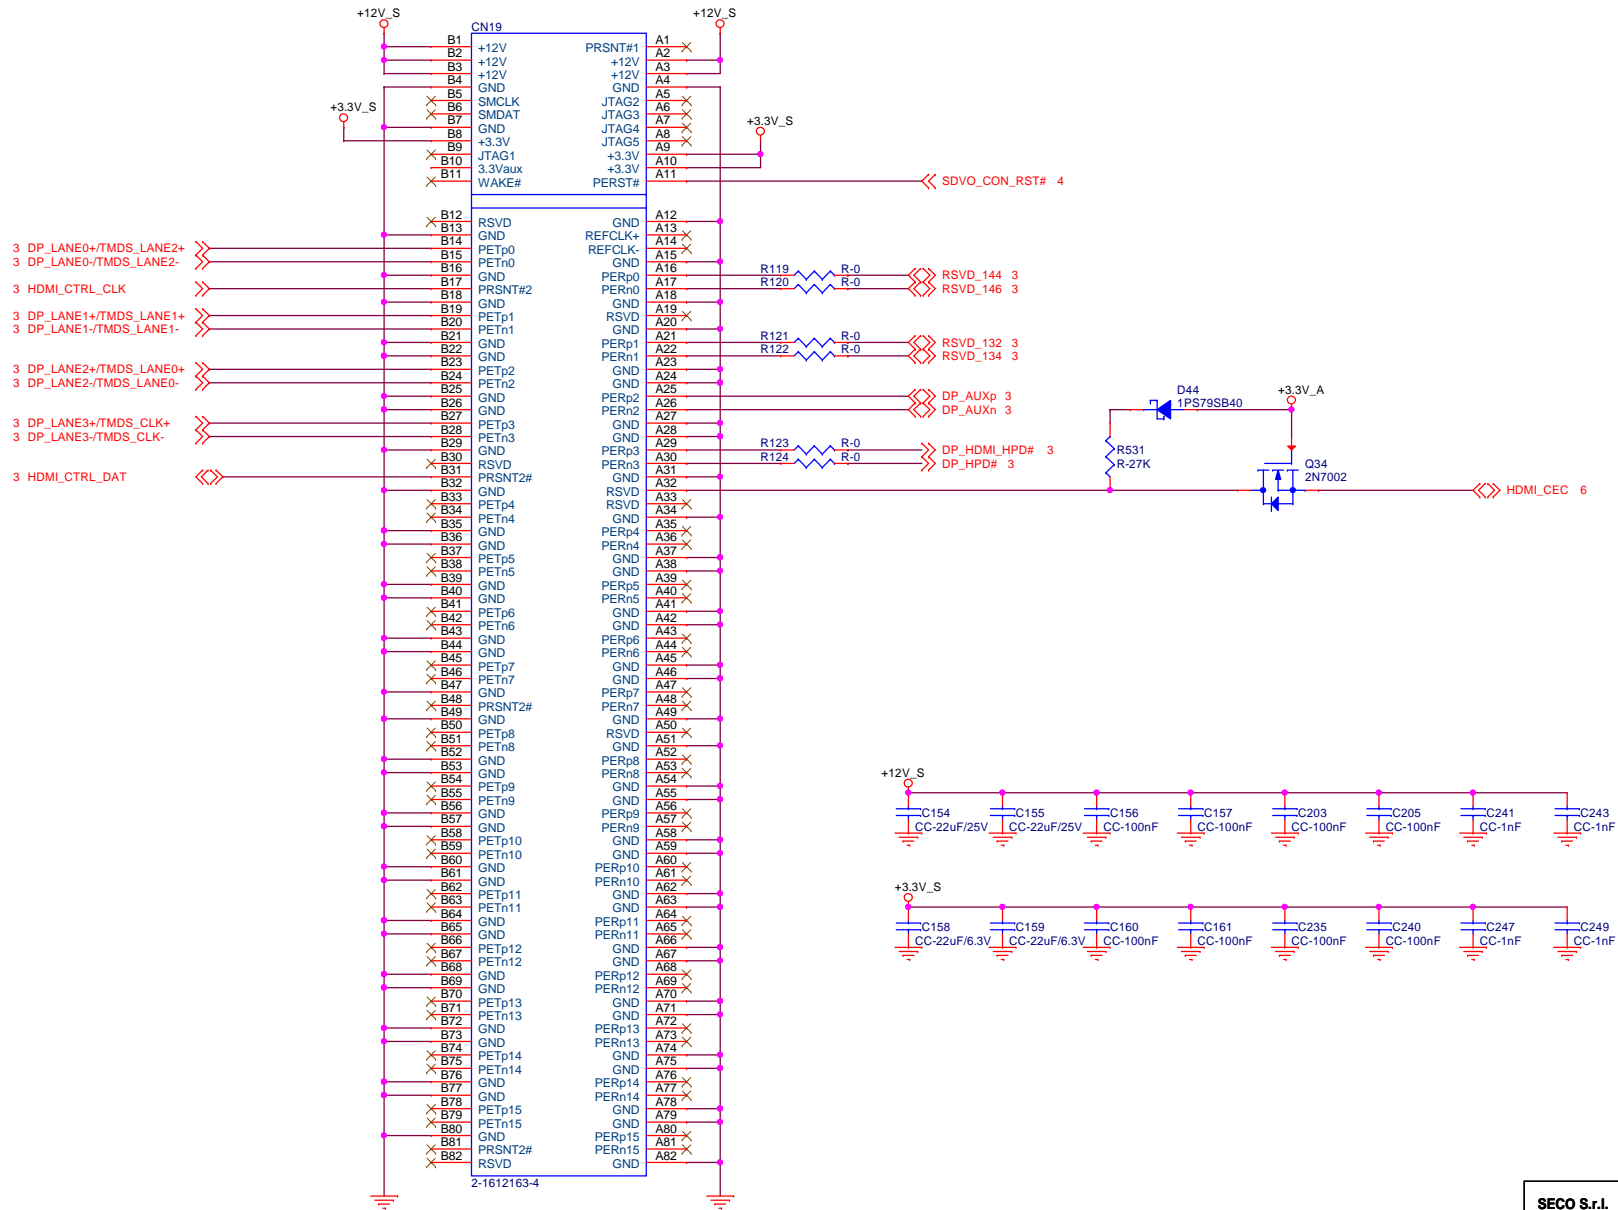 +12V_S
+12V_S
CN19
B1 +12V PRSNT#1 A1
B2 +12V +12V A2
B3 +12V +12V A3
B4 GND GND A4
B5 SMCLK JTAG2 A5
B6 SMDAT JTAG3 A6
B7 GND JTAG4 A7
B8 +3.3V JTAG5 A8
B9 JTAG1 +3.3V A9
B10 3.3Vaux +3.3V A10
B11 WAKE# PERST# A11
+3.3V_S
+3.3V_S
SDVO_CON_RST# 4
B12 RSVD GND A12
B13 GND REFCLK+ A13
B14 PETp0 REFCLK- A14
B15 PETn0 GND A15
B16 GND PERp0 A16
B17 PRSNT#2 PERn0 A17
B18 GND GND A18
B19 PETp1 RSVD A19
B20 PETn1 GND A20
B21 GND PERp1 A21
B22 GND PERn1 A22
B23 PETp2 GND A23
B24 PETn2 GND A24
B25 GND PERp2 A25
B26 GND PERn2 A26
B27 PETp3 GND A27
B28 PETn3 GND A28
B29 GND PERp3 A29
B30 RSVD PERn3 A30
B31 PRSNT2# GND A31
B32 GND RSVD A32
B33 PETp4 RSVD A33
B34 PETn4 GND A34
B35 GND PERp4 A35
B36 GND PERn4 A36
B37 PETp5 GND A37
B38 PETn5 GND A38
B39 GND PERp5 A39
B40 GND PERn5 A40
B41 PETp6 GND A41
B42 PETn6 GND A42
B43 GND PERp6 A43
B44 GND PERn6 A44
B45 PETp7 GND A45
B46 PETn7 GND A46
B47 GND PERp7 A47
B48 PRSNT2# PERn7 A48
B49 GND GND A49
B50 PETp8 RSVD A50
B51 PETn8 GND A51
B52 GND PERp8 A52
B53 GND PERn8 A53
B54 PETp9 GND A54
B55 PETn9 GND A55
B56 GND PERp9 A56
B57 GND PERn9 A57
B58 PETp10 GND A58
B59 PETn10 GND A59
B60 GND PERp10 A60
B61 GND PERn10 A61
B62 PETp11 GND A62
B63 PETn11 GND A63
B64 GND PERp11 A64
B65 GND PERn11 A65
B66 PETp12 GND A66
B67 PETn12 GND A67
B68 GND PERp12 A68
B69 GND PERn12 A69
B70 PETp13 GND A70
B71 PETn13 GND A71
B72 GND PERp13 A72
B73 GND PERn13 A73
B74 PETp14 GND A74
B75 PETn14 GND A75
B76 GND PERp14 A76
B77 GND PERn14 A77
B78 PETp15 GND A78
B79 PETn15 GND A79
B80 GND PERp15 A80
B81 PRSNT2# PERn15 A81
B82 RSVD GND A82
2-1612163-4
3 DP_LANE0+/TMDS_LANE2+
3 DP_LANE0-/TMDS_LANE2-
3 HDMI_CTRL_CLK
3 DP_LANE1+/TMDS_LANE1+
3 DP_LANE1-/TMDS_LANE1-
3 DP_LANE2+/TMDS_LANE0+
3 DP_LANE2-/TMDS_LANE0-
3 DP_LANE3+/TMDS_CLK+
3 DP_LANE3-/TMDS_CLK-
3 HDMI_CTRL_DAT
R119 R-0 RSVD_144 3
R120 R-0 RSVD_146 3
R121 R-0 RSVD_132 3
R122 R-0 RSVD_134 3
DP_AUXp 3
DP_AUXn 3
R123 R-0 DP_HDMI_HPD# 3
R124 R-0 DP_HPD# 3
D44
1PS79SB40
+3.3V_A
R531
R-27K
Q34
2N7002
HDMI_CEC 6
+12V_S
C154 C155 C156 C157 C203 C205 C241 C243
CC-22uF/25V CC-22uF/25V CC-100nF CC-100nF CC-100nF CC-100nF CC-1nF CC-1nF
+3.3V_S
C158 C159 C160 C161 C235 C240 C247 C249
CC-22uF/6.3V CC-22uF/6.3V CC-100nF CC-100nF CC-100nF CC-100nF CC-1nF CC-1nF
SECO S.r.l.